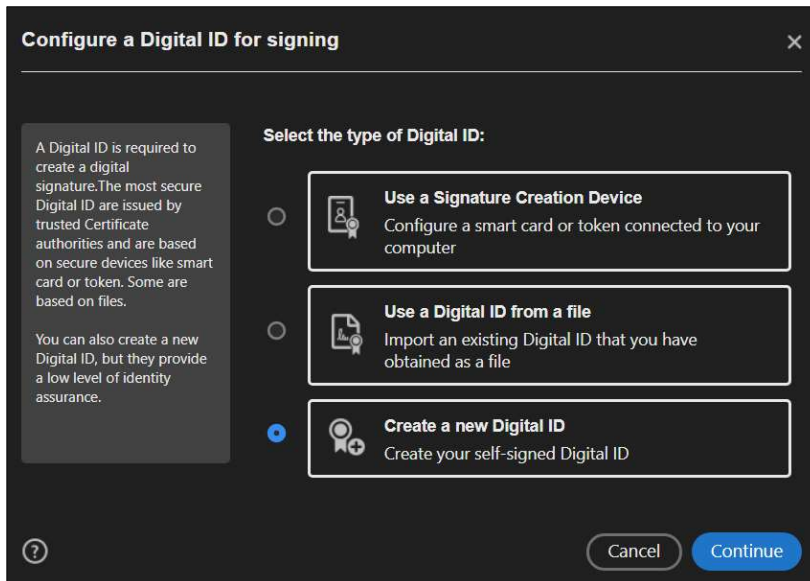 Configure a Digital ID for signing
A Digital ID is required to
create a digital
signature.The most secure
Digital ID are issued by
trusted Certificate
authorities and are based
on secure devices like smart
card or token. Some are
based on files.
You can also create a new
Digital ID, but they provide
a low level of identity
assurance.
Select the type of Digital ID:
Use a Signature Creation Device
Configure a smart card or token connected to your
computer
Use a Digital ID from a file
Import an existing Digital ID that you have
obtained as a file
Create a new Digital ID
Create your self-signed Digital ID
Cancel
Continue